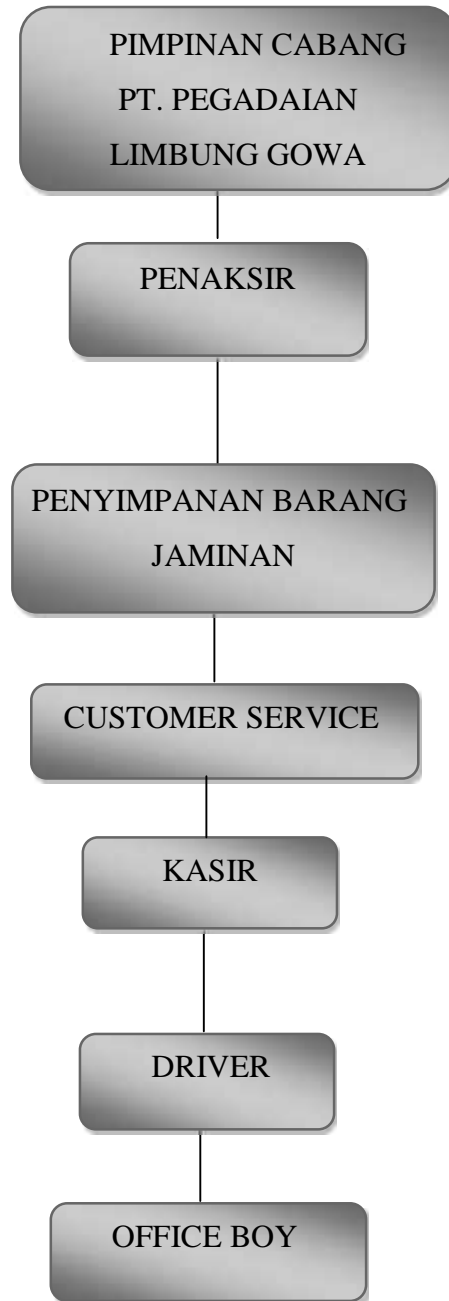 PIMPINAN CABANG
PT. PEGADAIAN
LIMBUNG GOWA
PENAKSIR
PENYIMPANAN BARANG
JAMINAN
CUSTOMER SERVICE
KASIR
DRIVER
OFFICE BOY